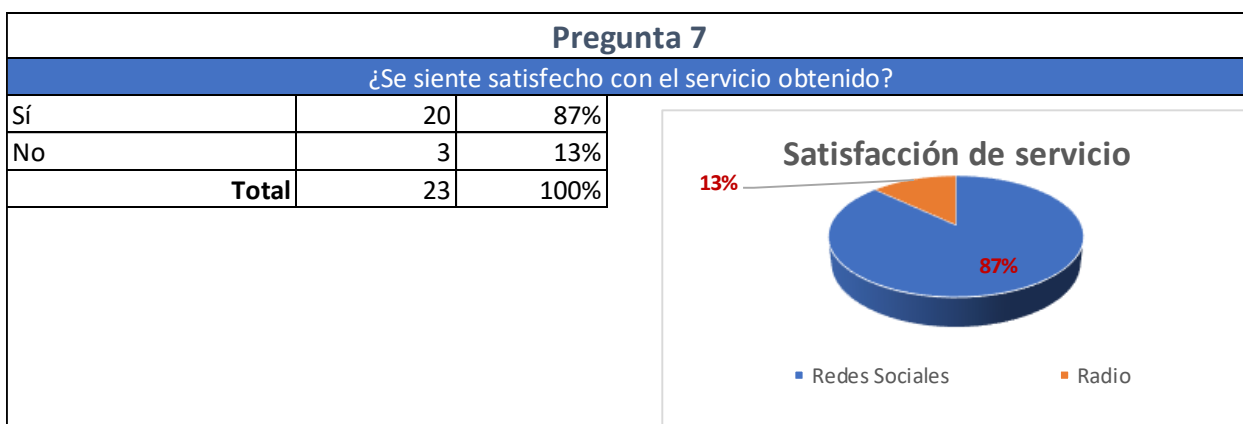 Pregunta 7
¿Se siente satisfecho con el servicio obtenido?
Sí 20 87%
No 3 13%
Total 23 100%
Satisfacción de servicio
13%
87%
Redes Sociales Radio